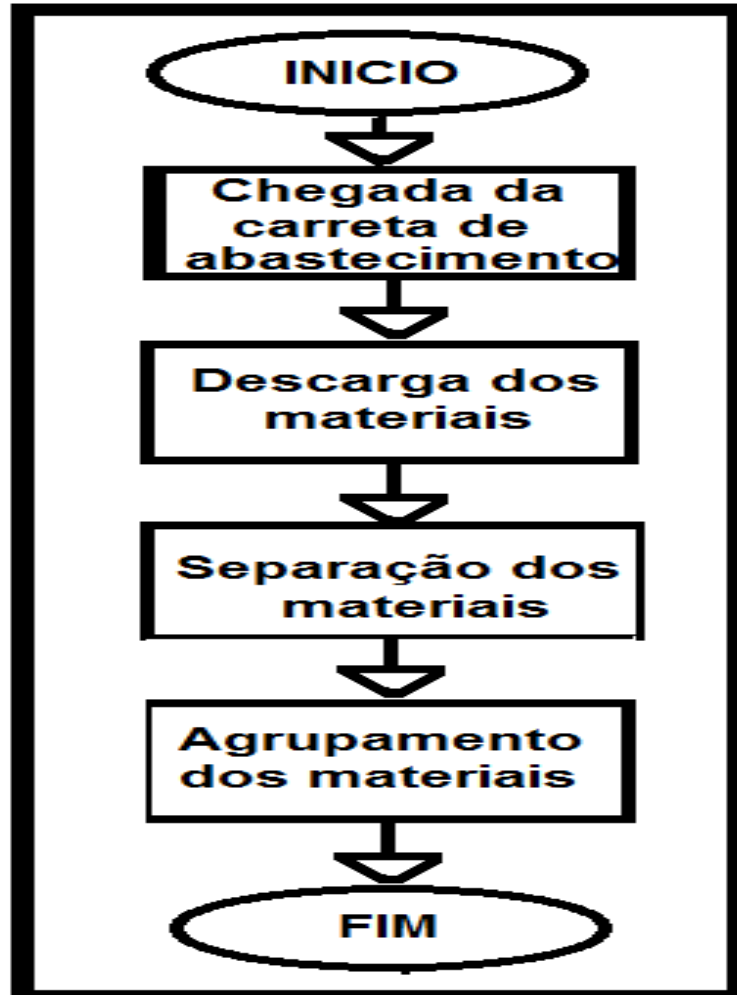 INICIO
Chegada da
carreta de
abastecimento
Descarga dos
materiais
Separação dos
materiais
Agrupamento
dos materiais
FIM